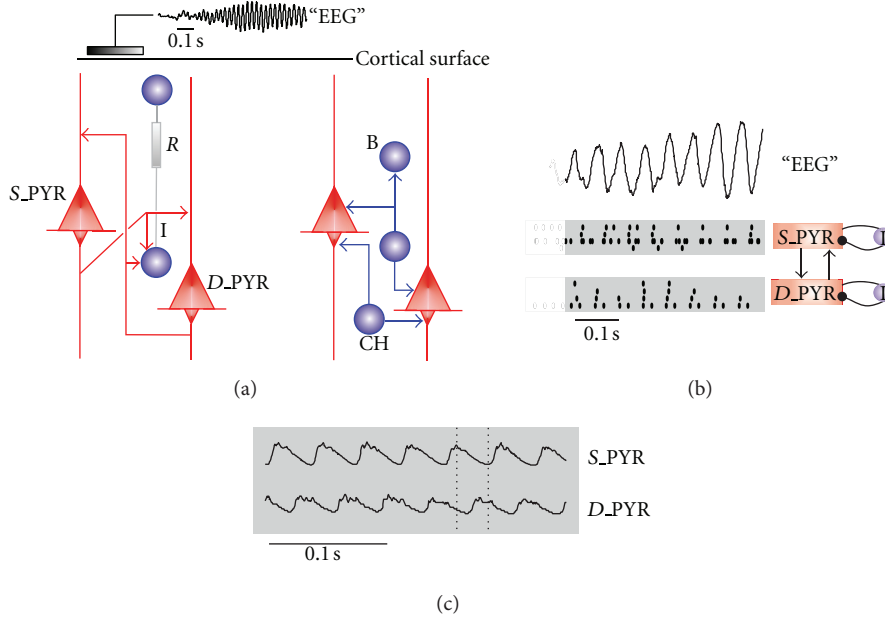 "EEG"
0.1 s
Cortical surface
R
S_PYR
I
D_PYR
B
CH
(a)
"EEG"
S_PYR
I
D_PYR
I
0.1 s
(b)
S_PYR
D_PYR
0.1 s
(c)